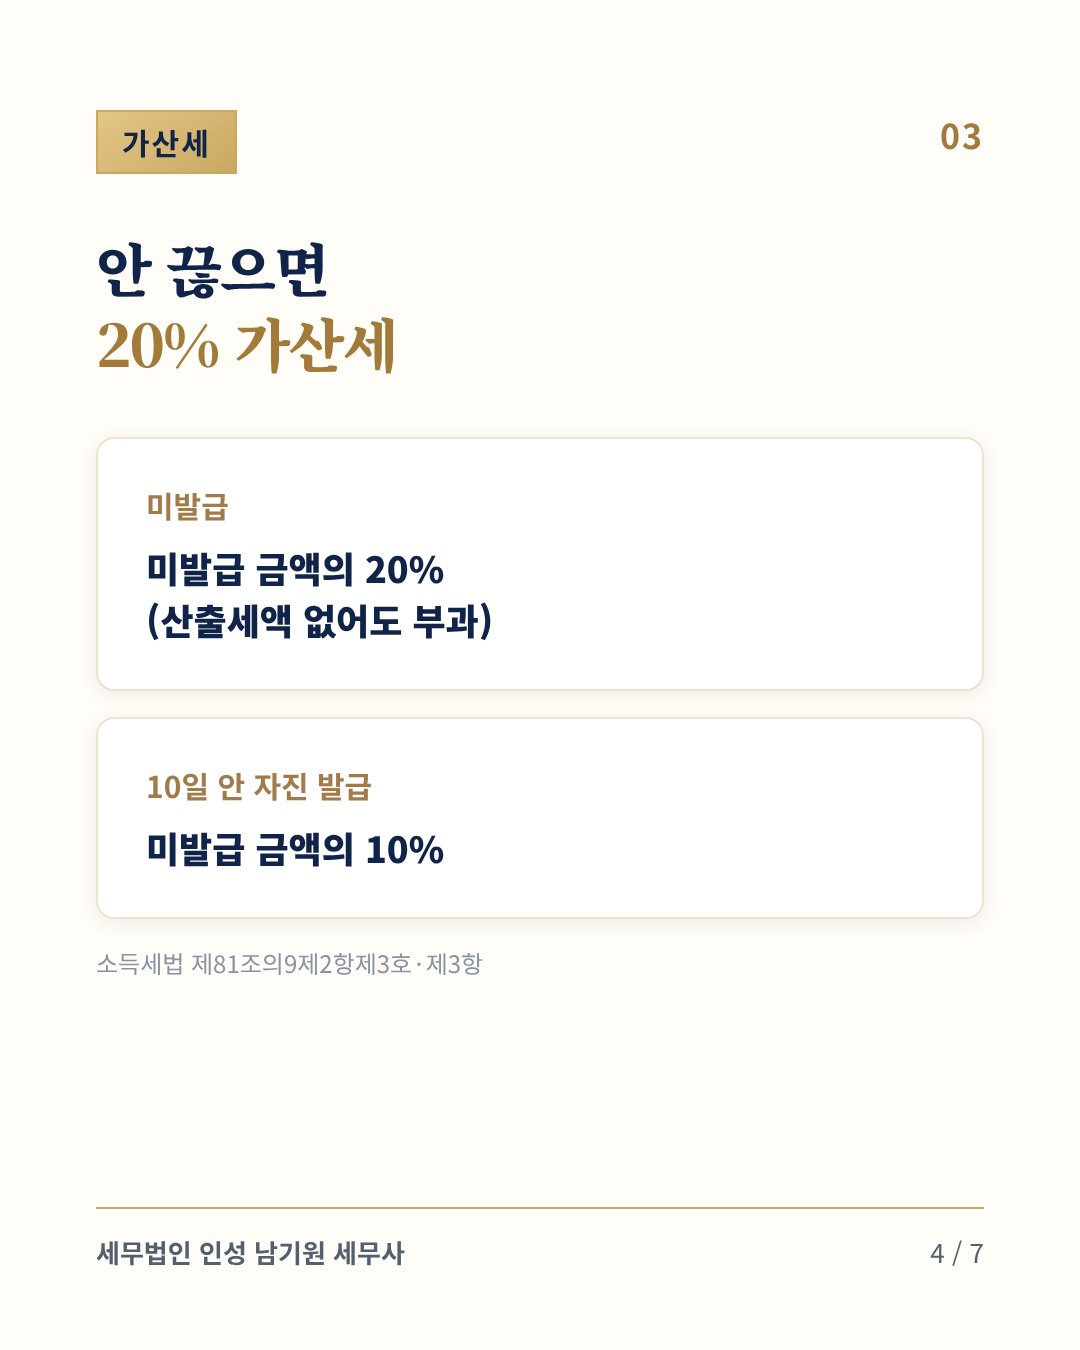 가산세
03
안 끊으면
20% 가산세
미발급
미발급 금액의 20%
(산출세액 없어도 부과)
10일 안 자진 발급
미발급 금액의 10%
소득세법 제81조의9제2항제3호·제3항
세무법인 인성 남기원 세무사
4 / 7